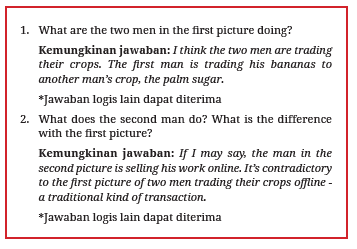 1. What are the two men in the first picture doing?
Kemungkinan jawaban: I think the two men are trading
their crops. The first man is trading his bananas to
another man's crop, the palm sugar.
*Jawaban logis lain dapat diterima
2. What does the second man do? What is the difference
with the first picture?
Kemungkinan jawaban: If I may say, the man in the
second picture is selling his work online. It's contradictory
to the first picture of two men trading their crops offline -
a traditional kind of transaction.
*Jawaban logis lain dapat diterima